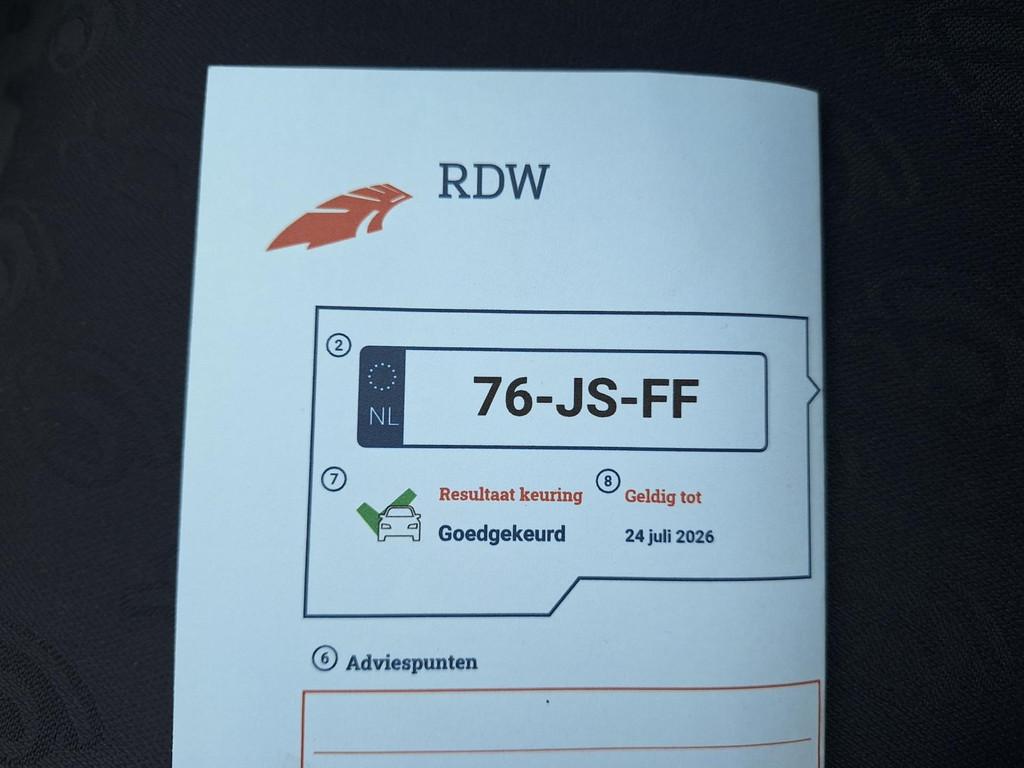 RDW
2
NL
76-JS-FF
7
Resultaat keuring
Goedgekeurd
8
Geldig tot
24 juli 2026
6 Adviespunten